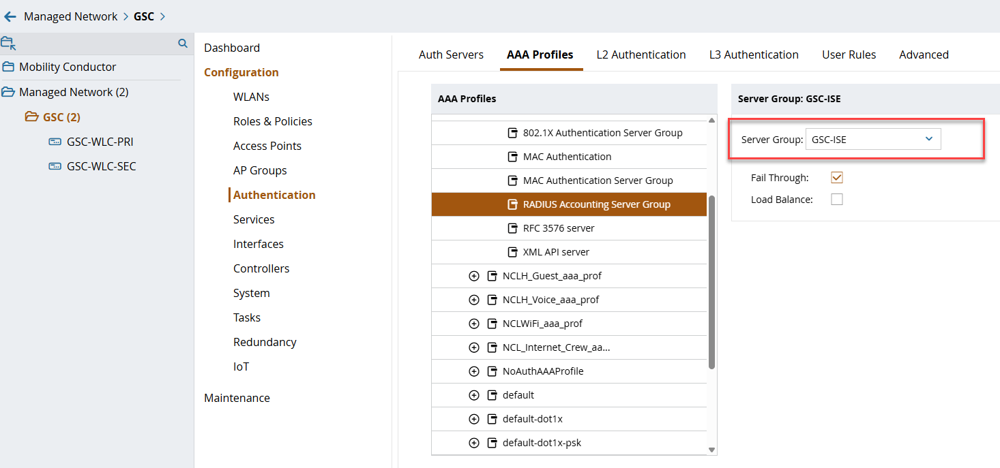 Managed Network > GSC >
Mobility Conductor
Managed Network (2)
GSC (2)
GSC-WLC-PRI
GSC-WLC-SEC
Dashboard
Configuration
WLANs
Roles & Policies
Access Points
AP Groups
Authentication
Services
Interfaces
Controllers
System
Tasks
Redundancy
IoT
Maintenance
Auth Servers AAA Profiles L2 Authentication L3 Authentication User Rules Advanced
AAA Profiles
802.1X Authentication Server Group
MAC Authentication
MAC Authentication Server Group
RADIUS Accounting Server Group
RFC 3576 server
XML API server
NCLH_Guest_aaa_prof
NCLH_Voice_aaa_prof
NCLWiFi_aaa_prof
NCL_Internet_Crew_aa...
NoAuthAAAProfile
default
default-dot1x
default-dot1x-psk
Server Group: GSC-ISE
Server Group: GSC-ISE
Fail Through:
Load Balance: